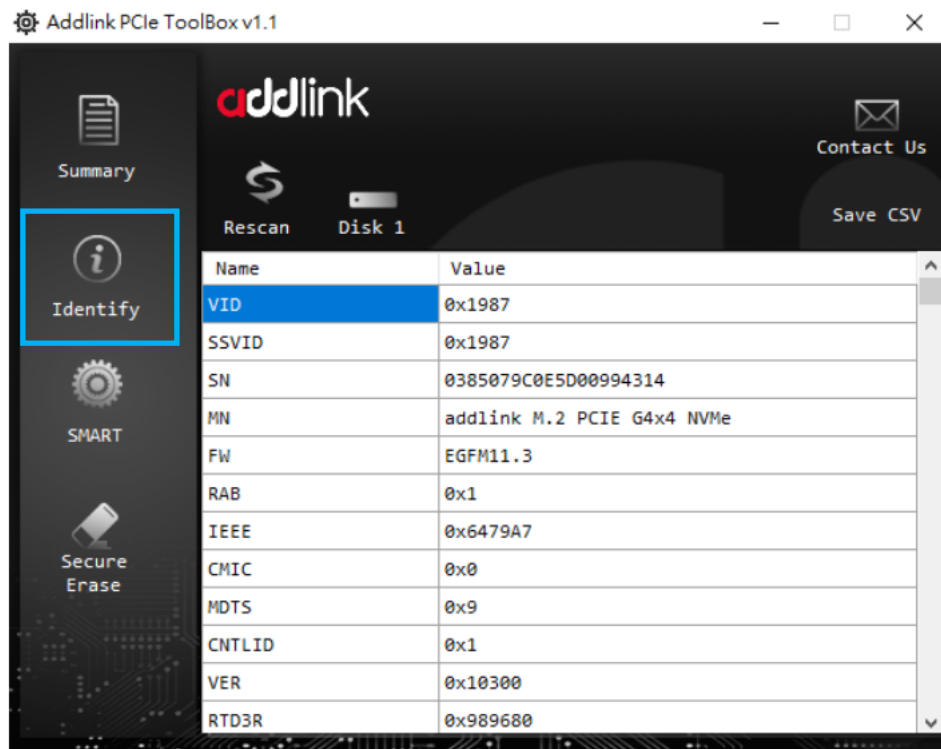 Addlink PCIe ToolBox v1.1
addlink
Contact Us
Summary
Rescan
Disk 1
Save CSV
Identify
SMART
Secure
Erase
Name Value
VID 0x1987
SSVID 0x1987
SN 0385079C0E5D00994314
MN addlink M.2 PCIE G4x4 NVMe
FW EGFM11.3
RAB 0x1
IEEE 0x6479A7
CMIC 0x0
MDTS 0x9
CNTLID 0x1
VER 0x10300
RTD3R 0x989680